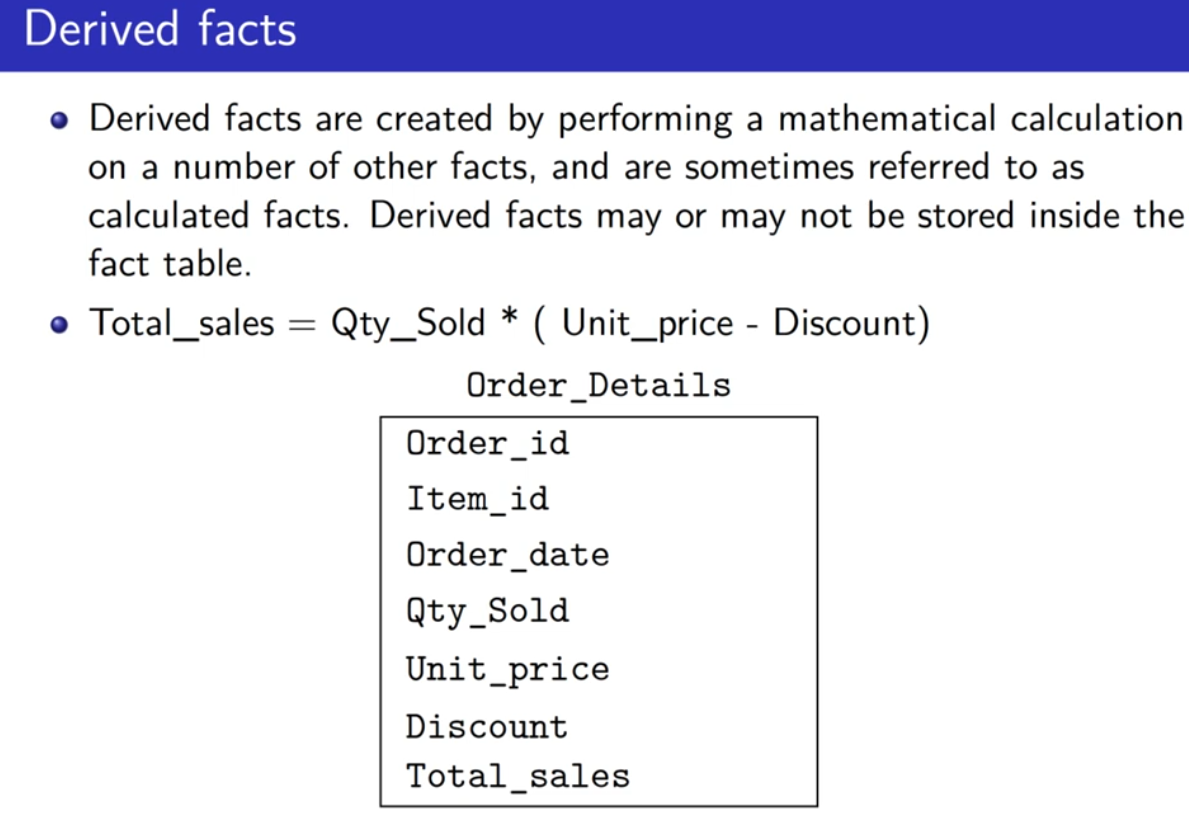 Derived facts
Derived facts are created by performing a mathematical calculation
on a number of other facts, and are sometimes referred to as
calculated facts. Derived facts may or may not be stored inside the
fact table.
Total_sales = Qty_Sold * ( Unit_price - Discount)
Order_Details
Order_id
Item_id
Order_date
Qty_Sold
Unit_price
Discount
Total_sales